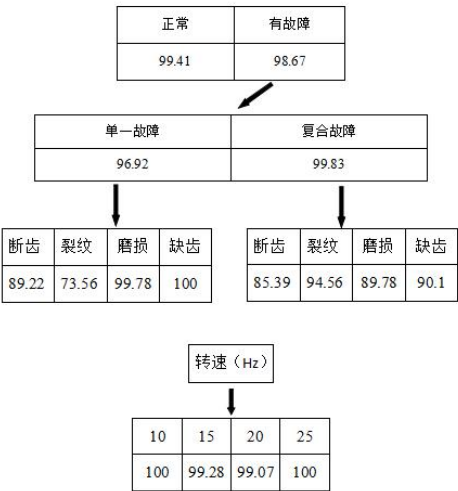 正常 有故障
99.41 98.67
单一故障 复合故障
96.92 99.83
断齿 裂纹 磨损 缺齿
89.22 73.56 99.78 100
断齿 裂纹 磨损 缺齿
85.39 94.56 89.78 90.1
转速（Hz）
10 15 20 25
100 99.28 99.07 100